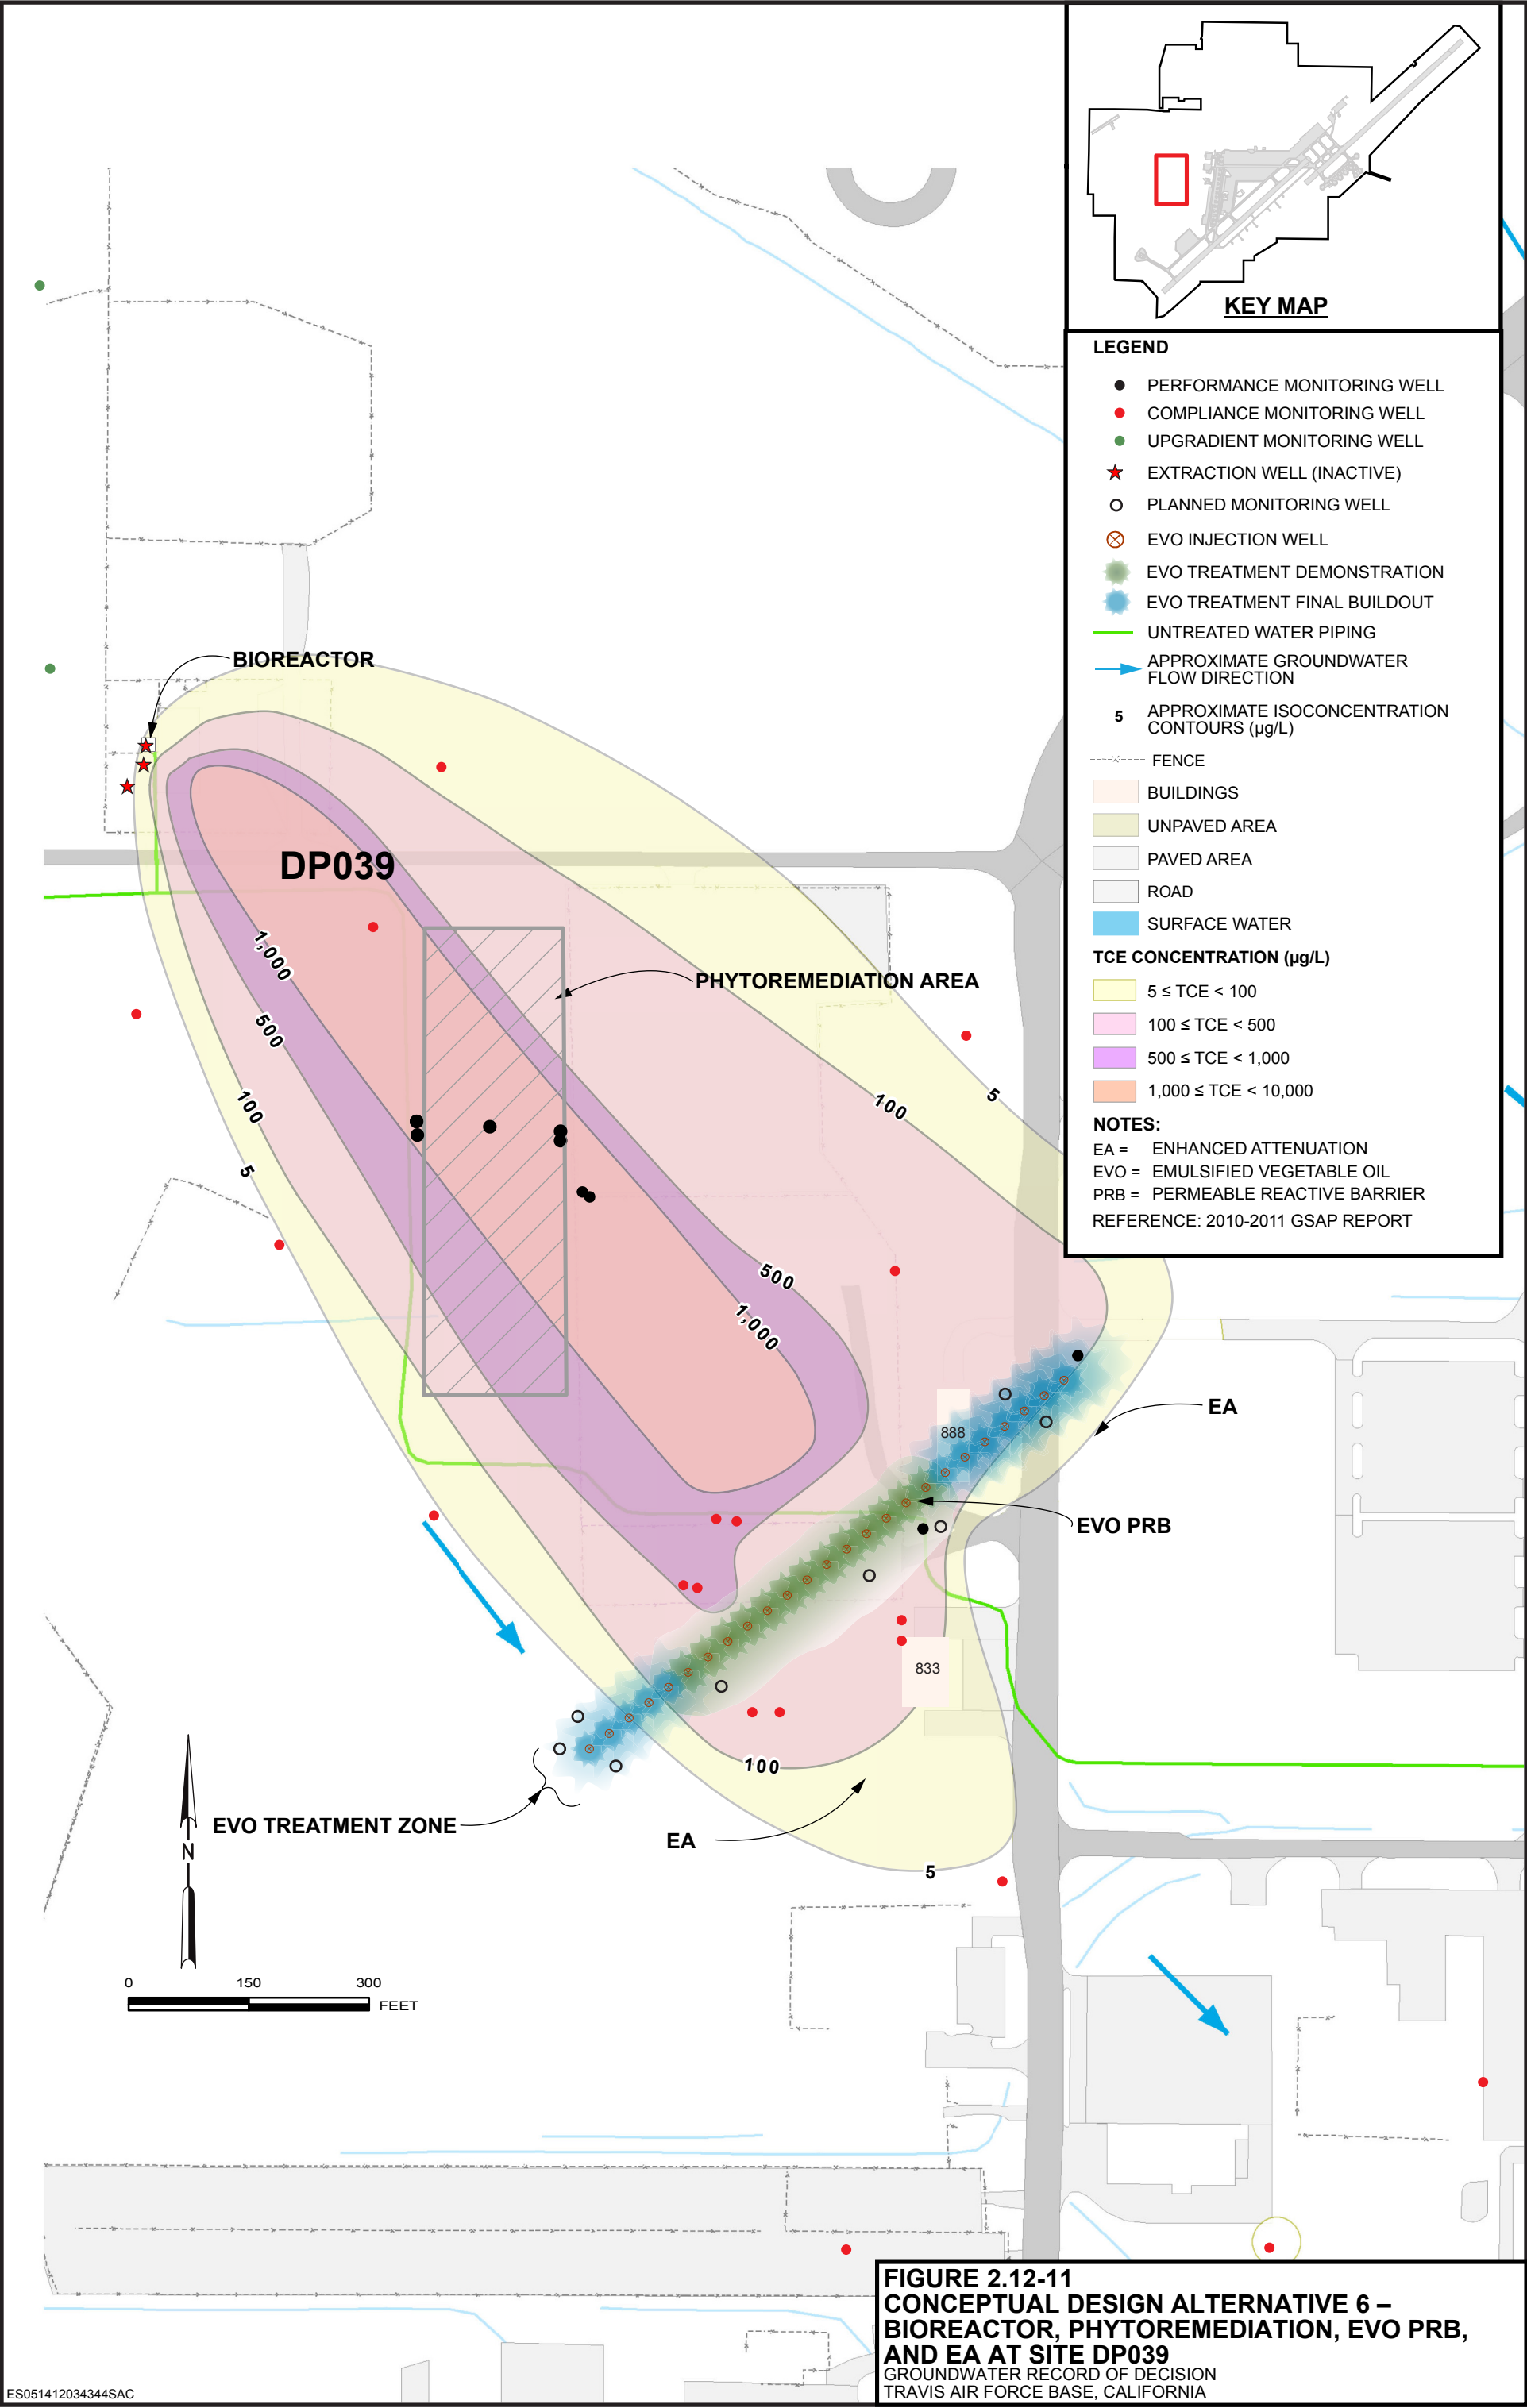 KEY MAP
LEGEND
PERFORMANCE MONITORING WELL
COMPLIANCE MONITORING WELL
UPGRADIENT MONITORING WELL
EXTRACTION WELL (INACTIVE)
PLANNED MONITORING WELL
EVO INJECTION WELL
EVO TREATMENT DEMONSTRATION
EVO TREATMENT FINAL BUILDOUT
UNTREATED WATER PIPING
APPROXIMATE GROUNDWATER
FLOW DIRECTION
5 APPROXIMATE ISOCONCENTRATION
CONTOURS (µg/L)
FENCE
BUILDINGS
UNPAVED AREA
PAVED AREA
ROAD
SURFACE WATER
TCE CONCENTRATION (µg/L)
5 ≤ TCE < 100
100 ≤ TCE < 500
500 ≤ TCE < 1,000
1,000 ≤ TCE < 10,000
NOTES:
EA = ENHANCED ATTENUATION
EVO = EMULSIFIED VEGETABLE OIL
PRB = PERMEABLE REACTIVE BARRIER
REFERENCE: 2010-2011 GSAP REPORT
BIOREACTOR
DP039
1,000
500
100
5
PHYTOREMEDIATION AREA
100
5
500
1,000
EA
888
EVO PRB
833
100
EVO TREATMENT ZONE
EA
5
N
0 150 300
FEET
FIGURE 2.12-11
CONCEPTUAL DESIGN ALTERNATIVE 6 –
BIOREACTOR, PHYTOREMEDIATION, EVO PRB,
AND EA AT SITE DP039
GROUNDWATER RECORD OF DECISION
TRAVIS AIR FORCE BASE, CALIFORNIA
ES051412034344SAC